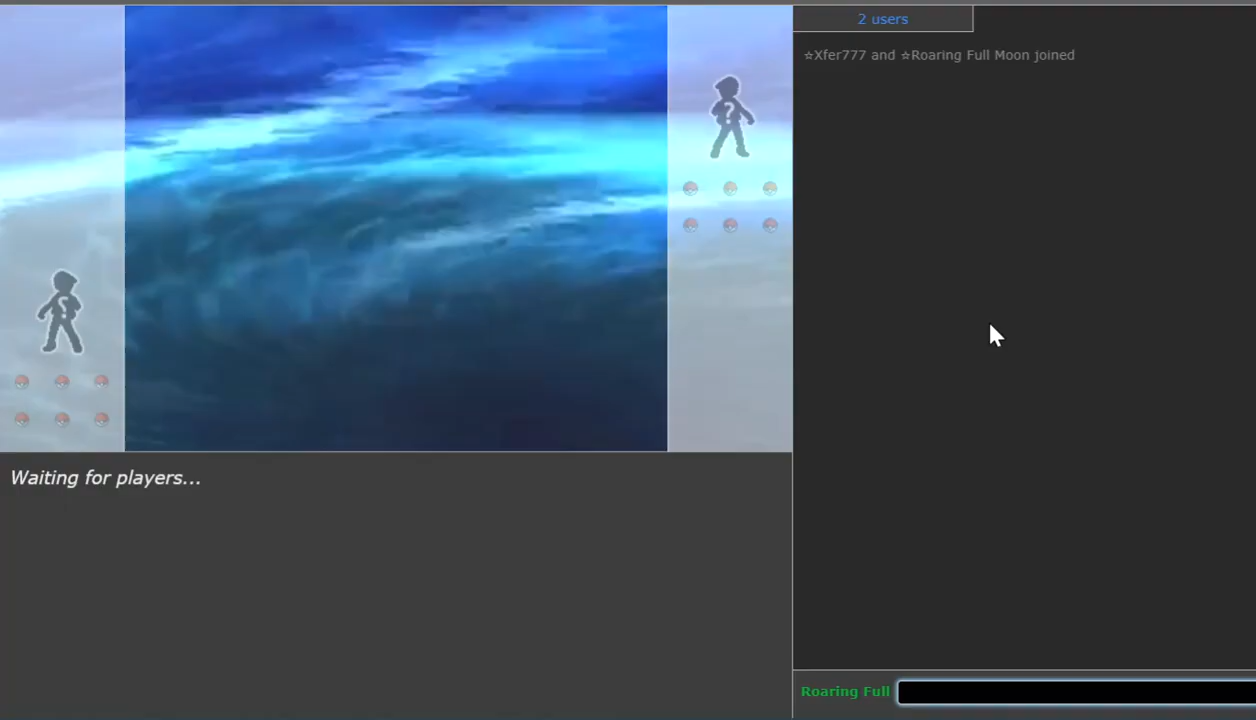 2 users
☆Xfer777 and ☆Roaring Full Moon joined
Waiting for players...
Roaring Full